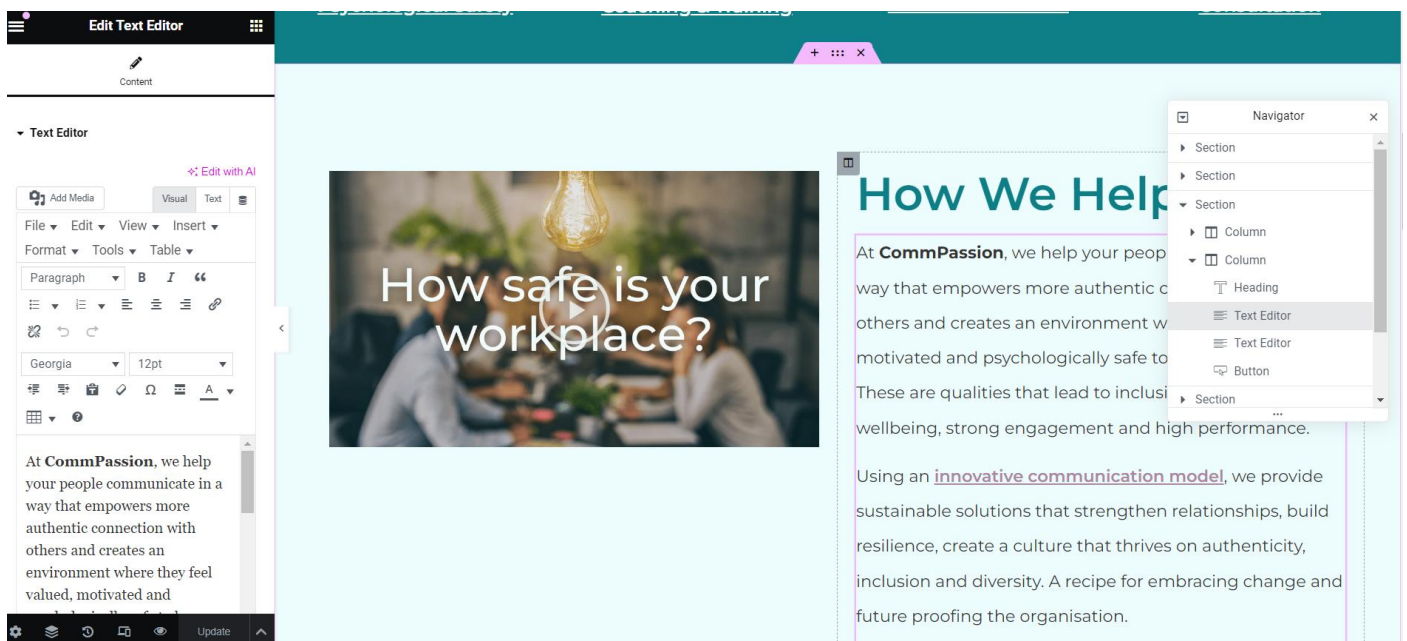 Edit Text Editor
Content
Text Editor
Edit with AI
Add Media
Visual
Text
File
Edit
View
Insert
Format
Tools
Table
Paragraph
B
I
Georgia
12pt
Ω
A
At CommPassion, we help
your people communicate in a
way that empowers more
authentic connection with
others and creates an
environment where they feel
valued, motivated and
Update
How safe is your
workplace?
How We Help
At CommPassion, we help your peop
way that empowers more authentic c
others and creates an environment w
motivated and psychologically safe to
These are qualities that lead to inclusi
wellbeing, strong engagement and high performance.
Using an innovative communication model, we provide
sustainable solutions that strengthen relationships, build
resilience, create a culture that thrives on authenticity,
inclusion and diversity. A recipe for embracing change and
future proofing the organisation.
Navigator
Section
Section
Section
Column
Column
Heading
Text Editor
Text Editor
Button
Section